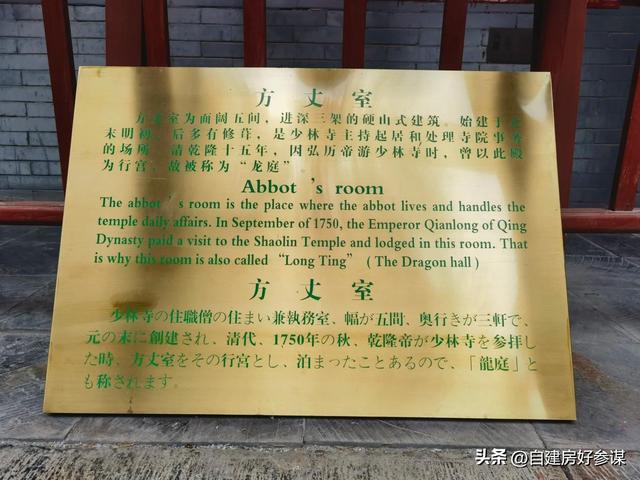 方丈室
方丈室为面阔五间，进深三架的硬山式建筑。始建于元
末明初，后多有修葺，是少林寺主持起居和处理寺院事务
的场所。清乾隆十五年，因弘历帝游少林寺时，曾以此殿
为行宫，故被称为“龙庭”
Abbot ’s room
The abbot ’s room is the place where the abbot lives and handles the
temple daily affairs. In September of 1750, the Emperor Qianlong of Qing
Dynasty paid a visit to the Shaolin Temple and lodged in this room. That
is why this room is also called “Long Ting” ( The Dragon hall )
方丈室
少林寺の住職僧の住まい兼執務室、幅が五間、奥行きが三軒で、
元の末に創建され、清代、1750年の秋、乾隆帝が少林寺を参拝し
た時、方丈室をその行宮とし、泊まったことあるので、「龍庭」と
も称されます。
头条 @自建房好参谋